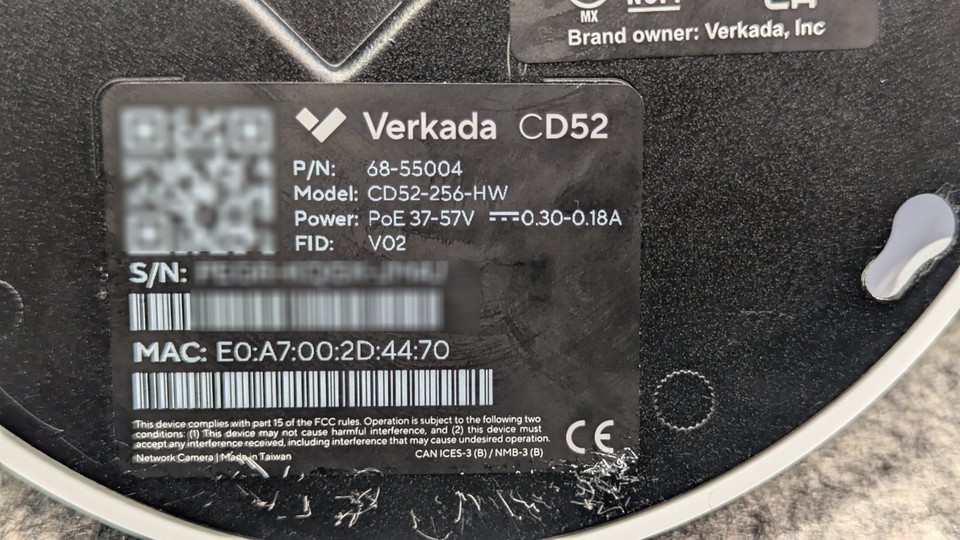 MX
Brand owner: Verkada, Inc
Verkada CD52
P/N: 68-55004
Model: CD52-256-HW
Power: PoE 37-57V ⎓0.30-0.18A
FID: V02
S/N:
MAC: E0:A7:00:2D:44:70
This device complies with part 15 of the FCC rules. Operation is subject to the following two
conditions: (1) This device may not cause harmful interference, and (2) this device must
accept any interference received, including interference that may cause undesired operation.
Network Camera | Made in Taiwan
CAN ICES-3 (B) / NMB-3 (B)
CE